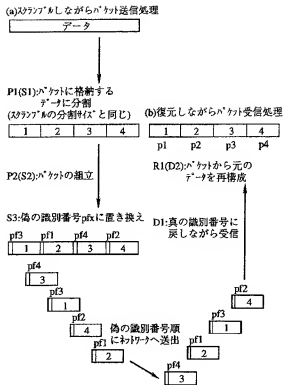 (a)スクランブルしながらパケット送信処理
データ
P1(S1):パケットに格納する
データに分割
(スクランブルの分割サイズと同じ)
1 2 3 4
P2(S2):パケットの組立
S3:偽の識別番号pfxに置き換え
pf3 pf1 pf4 pf2
1 2 3 4
pf4
3
pf3
1
pf2
4
pf1
2
偽の識別番号順
にネットワークへ送出
(b)復元しながらパケット受信処理
1 2 3 4
p1 p2 p3 p4
R1(D2):パケットから元の
データを再構成
D1:真の識別番号に
戻しながら受信
pf2
4
pf3
1
pf1
2
pf4
3